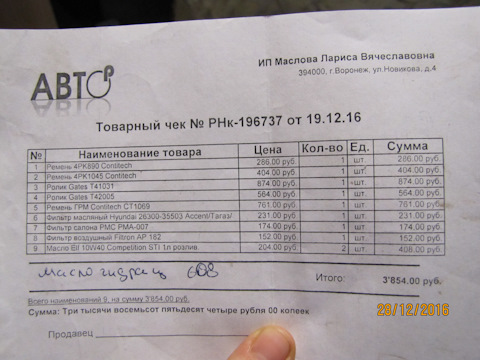 АВТОР
ИП Маслова Лариса Вячеславовна
394000, г.Воронеж, ул.Новикова, д.4
Товарный чек № РНк-196737 от 19.12.16
№ Наименование товара Цена Кол-во Ед. Сумма
1 Ремень 4PK890 Contitech 286.00 руб. 1 шт. 286.00 руб.
2 Ремень 4PK1045 Contitech 404.00 руб. 1 шт. 404.00 руб.
3 Ролик Gates T41031 874.00 руб. 1 шт. 874.00 руб.
4 Ролик Gates T42005 564.00 руб. 1 шт. 564.00 руб.
5 Ремень ГРМ Contitech CT1069 761.00 руб. 1 шт. 761.00 руб.
6 Фильтр масляный Hyundai 26300-35503 Accent/Taraз/ 231.00 руб. 1 шт. 231.00 руб.
7 Фильтр салона PMC PMA-007 174.00 руб. 1 шт. 174.00 руб.
8 Фильтр воздушный Filtron AP 182 152.00 руб. 1 шт. 152.00 руб.
9 Масло Elf 10W40 Competition STI 1л розлив. 204.00 руб. 2 шт. 408.00 руб.
масло гидрац 608
Итого: 3'854.00 руб.
Всего наименований 9, на сумму 3'854.00 руб.
Сумма: Три тысячи восемьсот пятьдесят четыре рубля 00 копеек
Продавец
29/12/2016